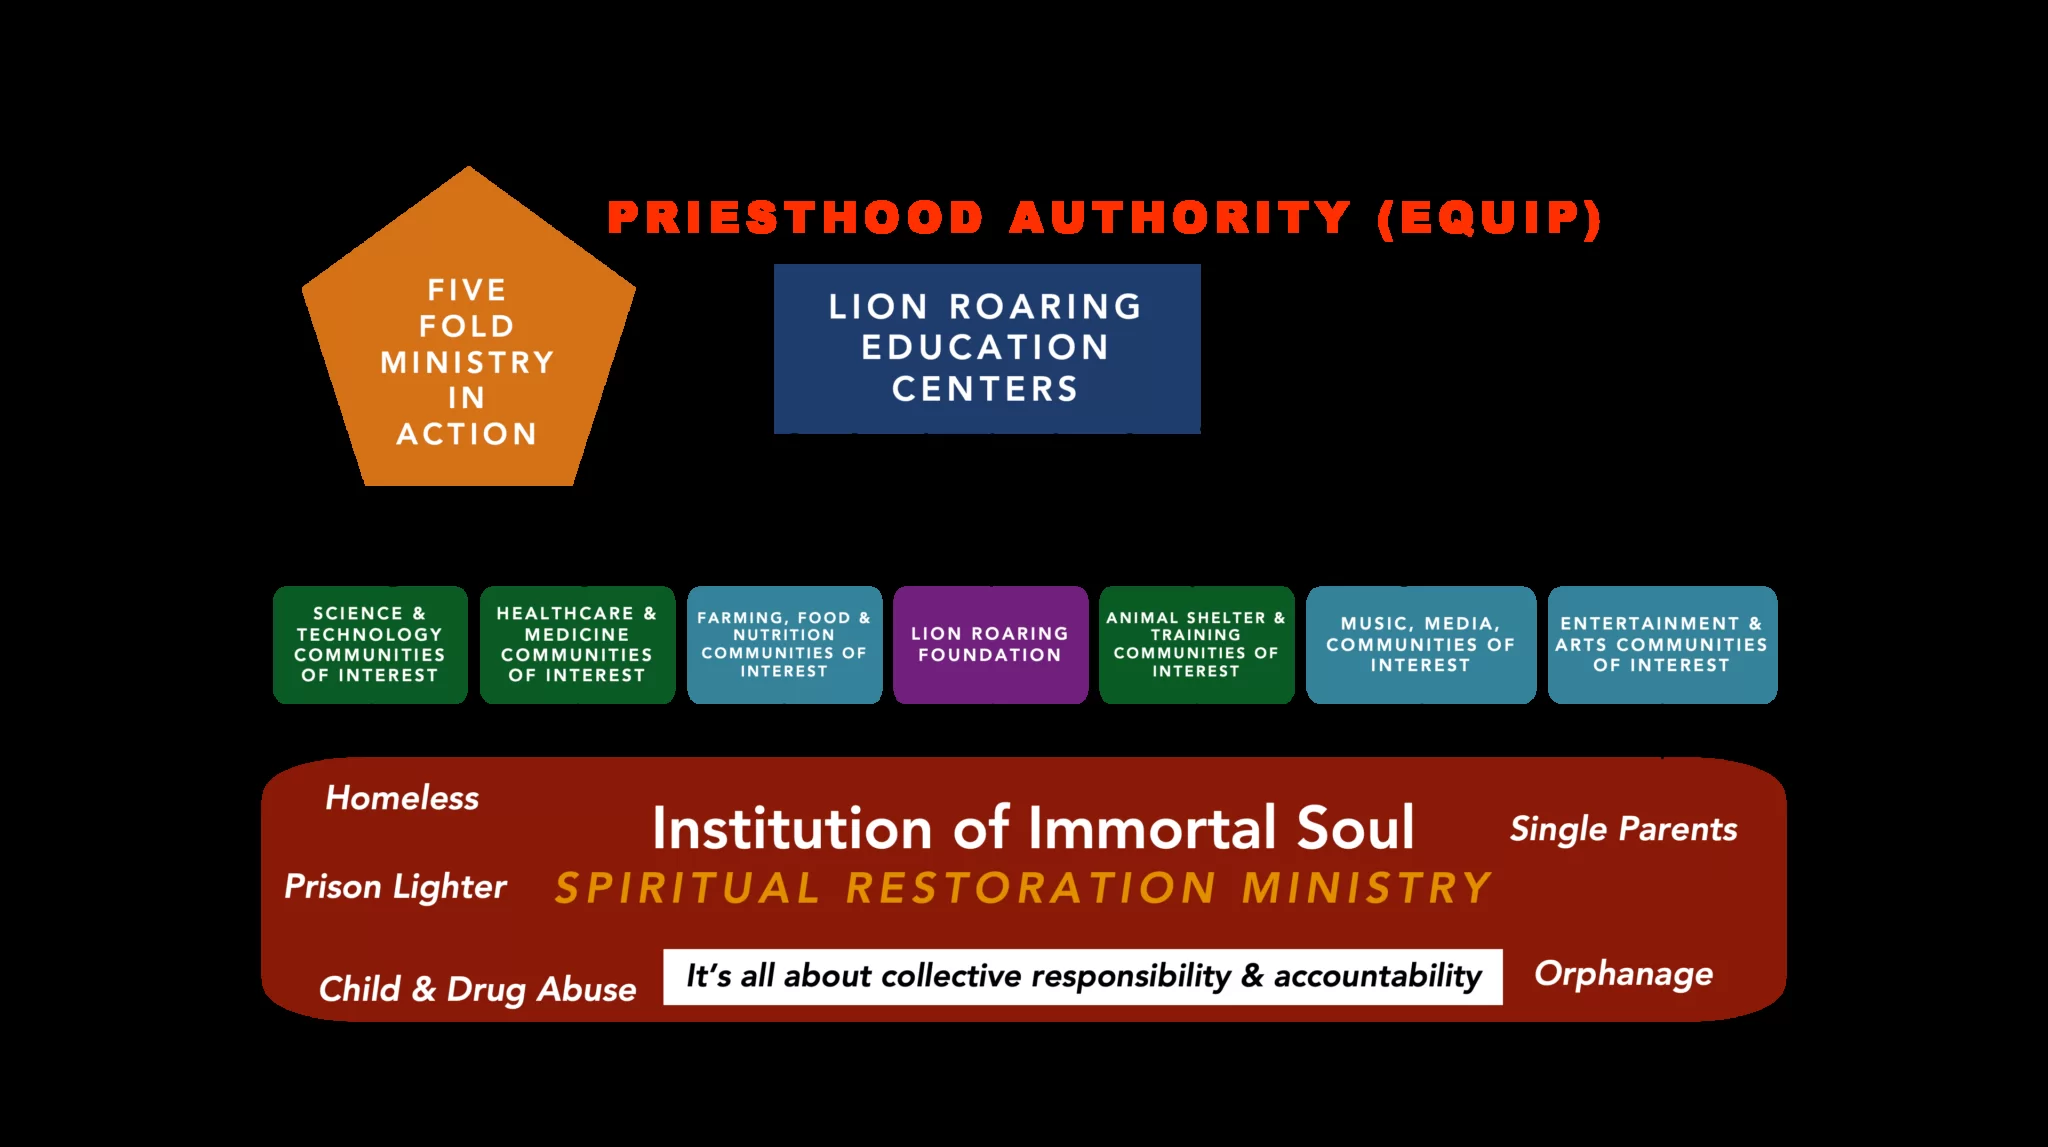 PRIESTHOOD AUTHORITY (EQUIP)
FIVE
FOLD
MINISTRY
IN
ACTION
LION ROARING
EDUCATION
CENTERS
SCIENCE &
TECHNOLOGY
COMMUNITIES
OF INTEREST
HEALTHCARE &
MEDICINE
COMMUNITIES
OF INTEREST
FARMING, FOOD &
NUTRITION
COMMUNITIES OF
INTEREST
LION ROARING
FOUNDATION
ANIMAL SHELTER &
TRAINING
COMMUNITIES OF
INTEREST
MUSIC, MEDIA,
COMMUNITIES OF
INTEREST
ENTERTAINMENT &
ARTS COMMUNITIES
OF INTEREST
Homeless
Prison Lighter
Child & Drug Abuse
Institution of Immortal Soul
SPIRITUAL RESTORATION MINISTRY
It’s all about collective responsibility & accountability
Single Parents
Orphanage